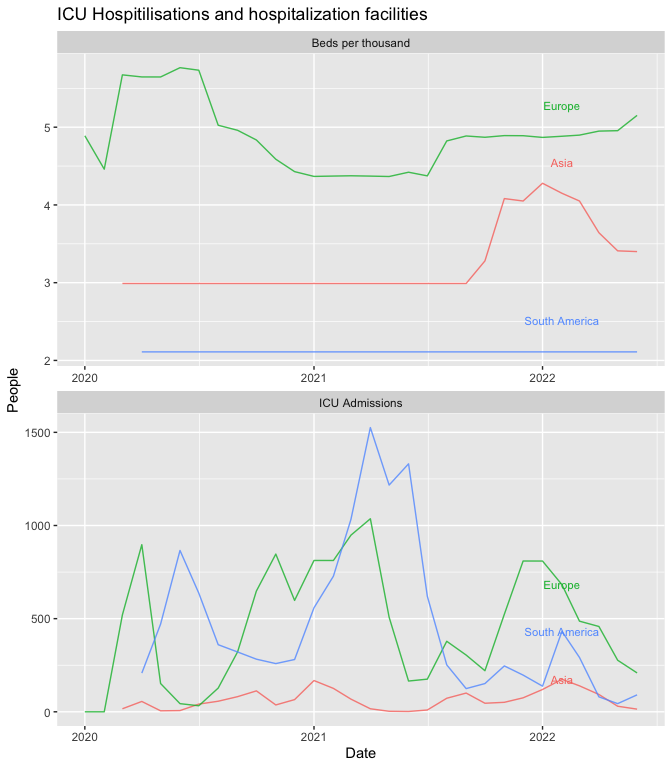 ICU Hospitilisations and hospitalization facilities
Beds per thousand
5
4
3
2
Europe
Asia
South America
2020
2021
2022
People
ICU Admissions
1500
1000
500
0
Europe
South America
Asia
2020
2021
2022
Date